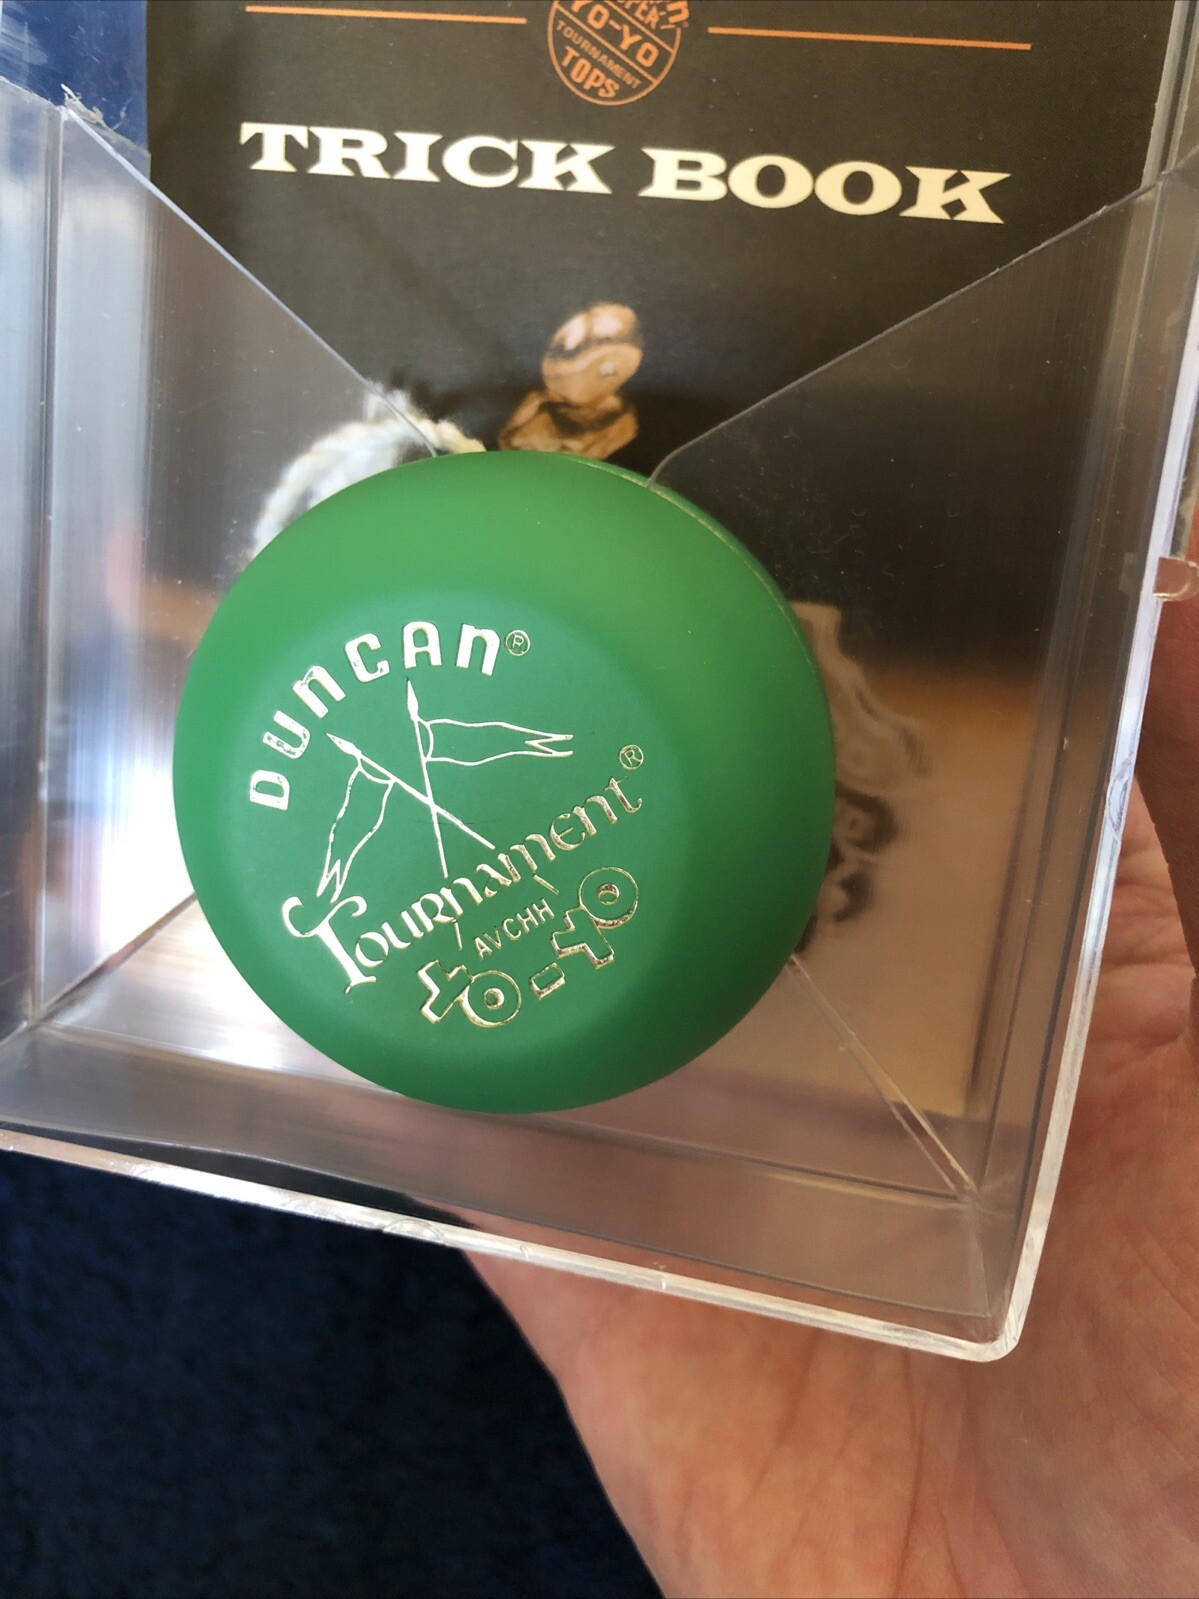 YO-YO
TOURNAMENT
TOPS
TRICK BOOK
DUNCAN®
Tournament®
AVCHH
YO-YO